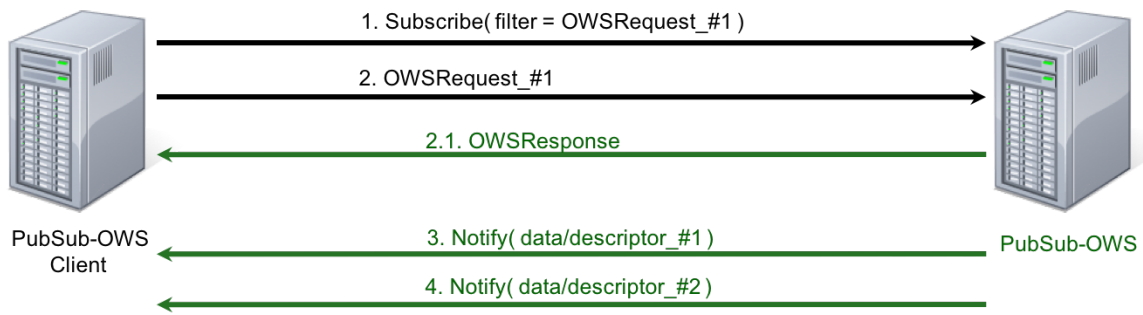 1. Subscribe( filter = OWSRequest_#1 )
2. OWSRequest_#1
2.1. OWSResponse
3. Notify( data/descriptor_#1 )
4. Notify( data/descriptor_#2 )
PubSub-OWS
Client
PubSub-OWS